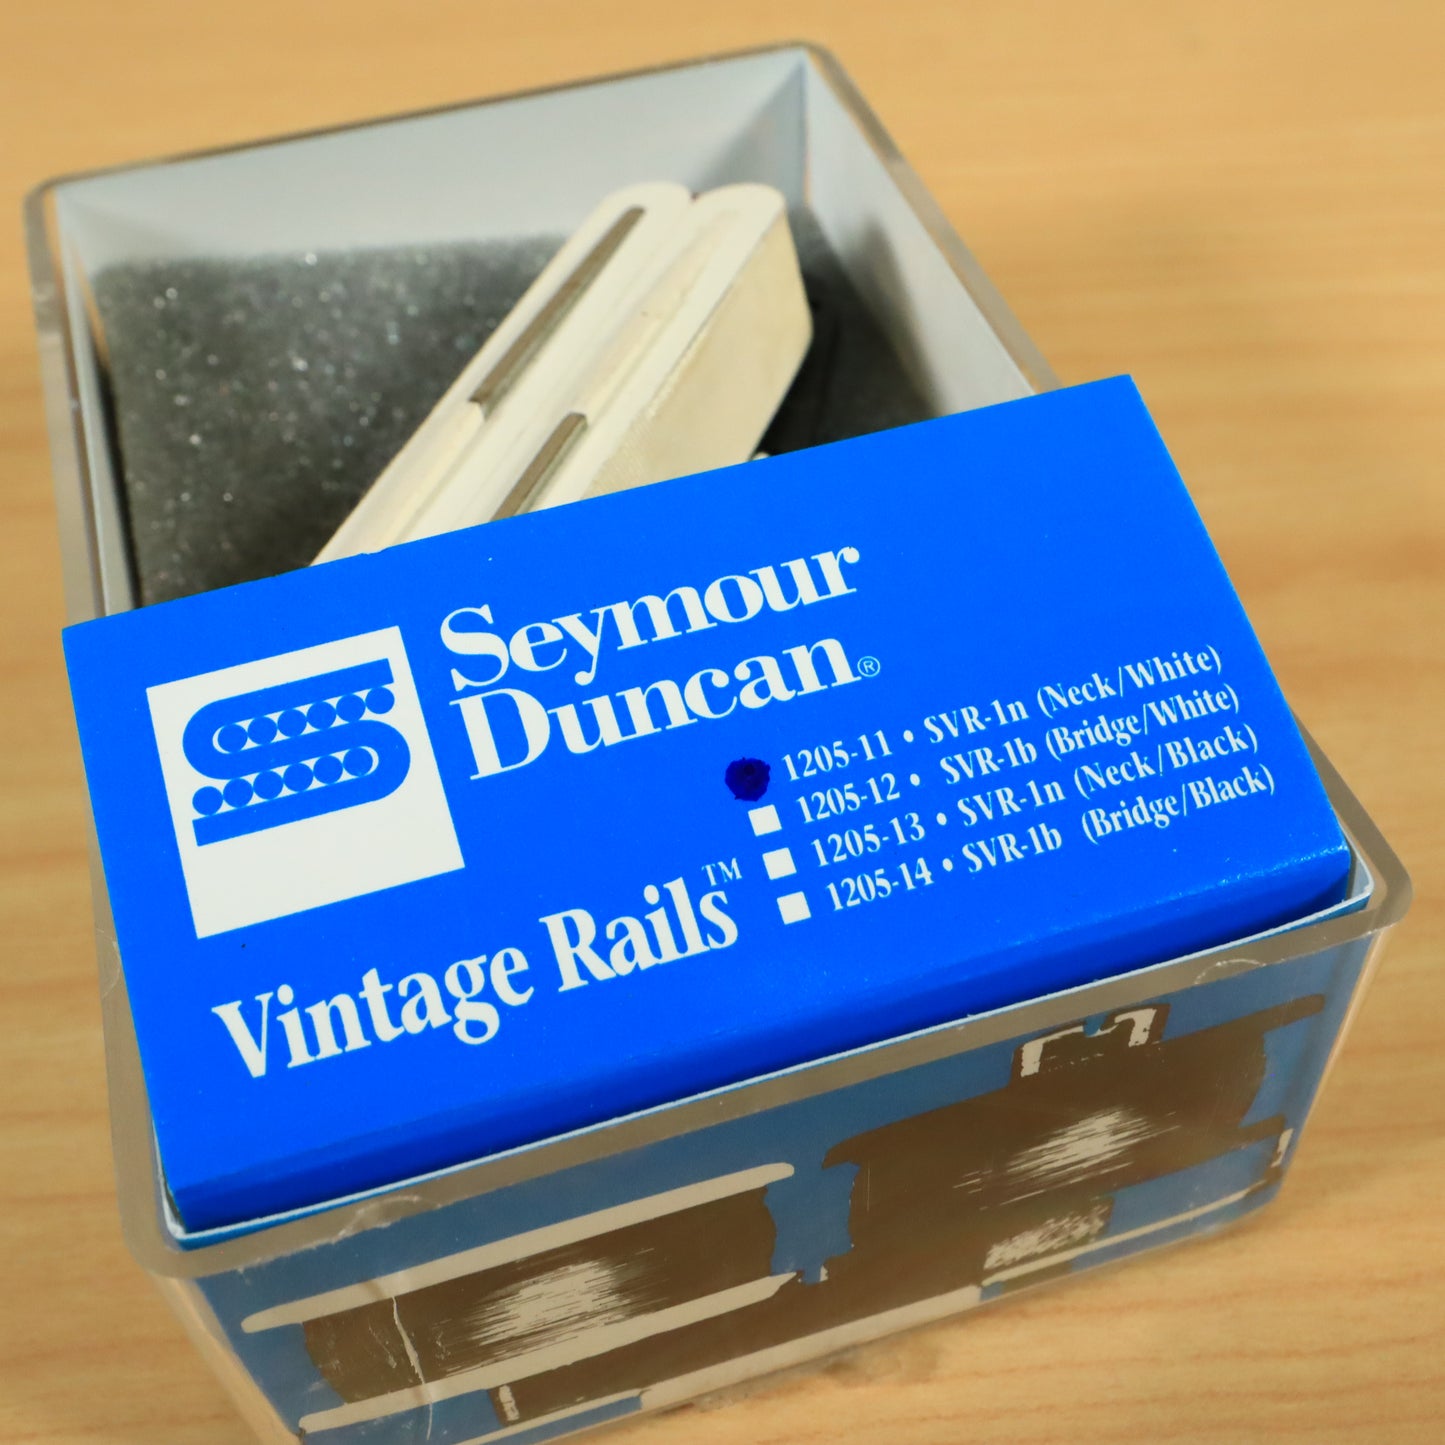 Seymour
Duncan®
1205-11 • SVR-1n (Neck/White)
1205-12 • SVR-1b (Bridge/White)
1205-13 • SVR-1n (Neck/Black)
1205-14 • SVR-1b (Bridge/Black)
Vintage Rails™